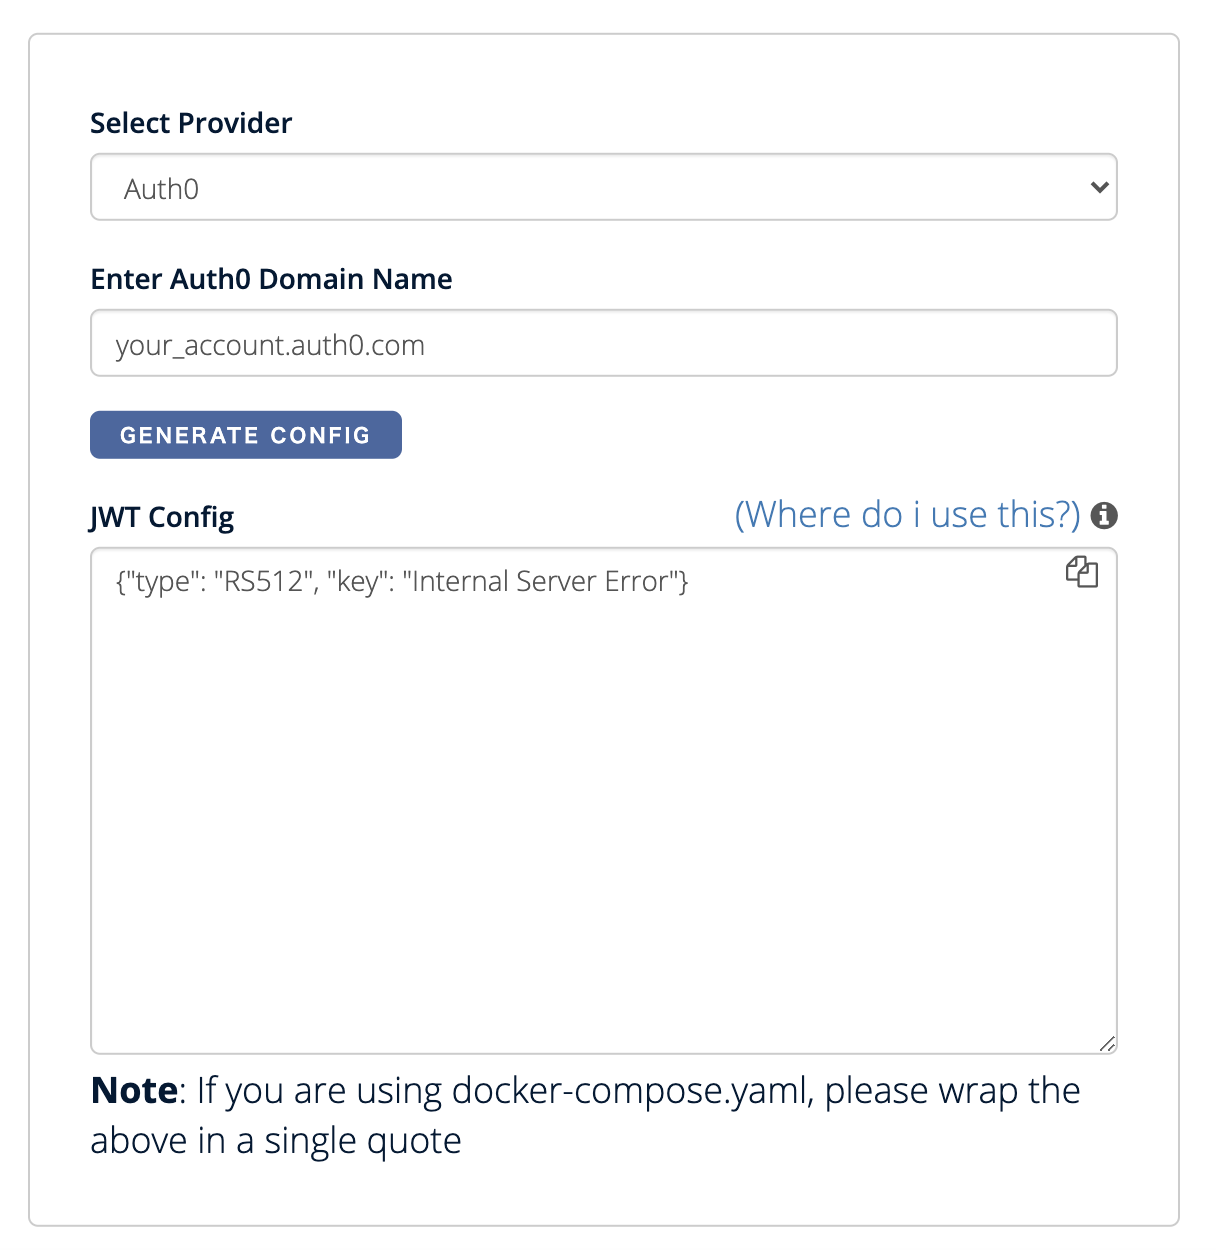 Select Provider
Auth0
Enter Auth0 Domain Name
your_account.auth0.com
GENERATE CONFIG
JWT Config
(Where do i use this?)
{"type": "RS512", "key": "Internal Server Error"}
Note: If you are using docker-compose.yaml, please wrap the
above in a single quote